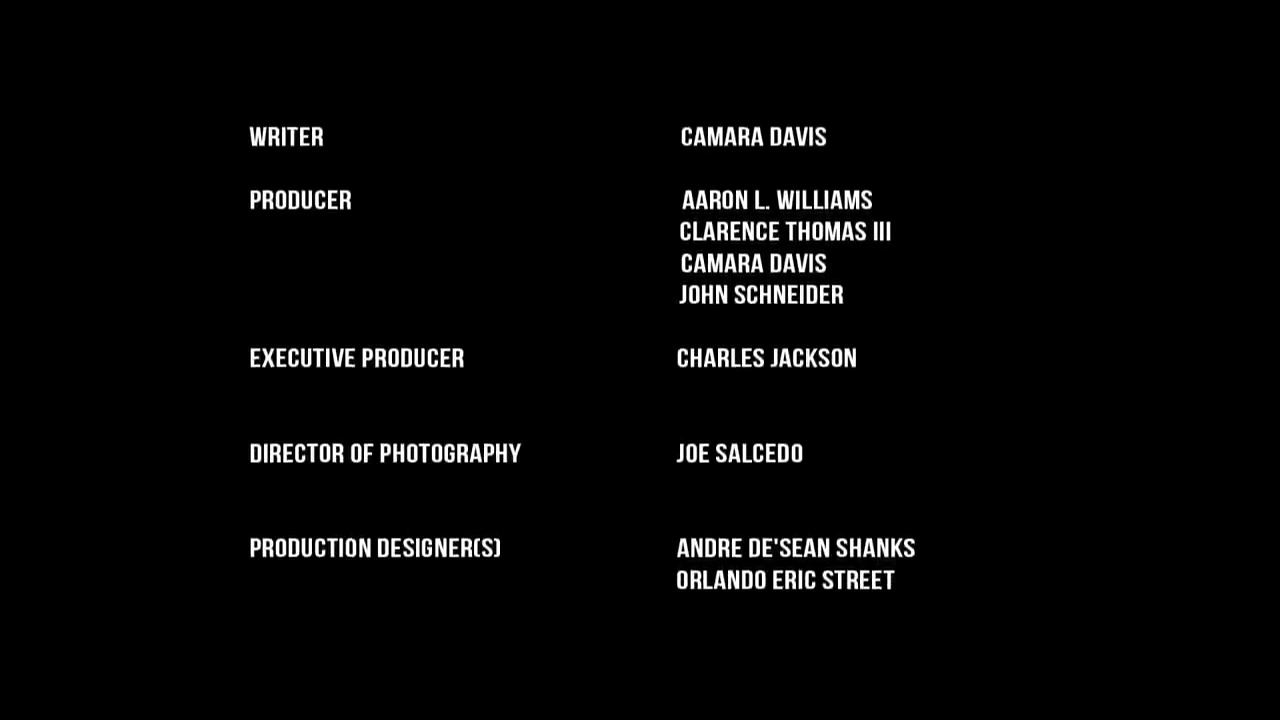 WRITER CAMARA DAVIS
PRODUCER AARON L. WILLIAMS
CLARENCE THOMAS III
CAMARA DAVIS
JOHN SCHNEIDER
EXECUTIVE PRODUCER CHARLES JACKSON
DIRECTOR OF PHOTOGRAPHY JOE SALCEDO
PRODUCTION DESIGNER(S) ANDRE DE'SEAN SHANKS
ORLANDO ERIC STREET